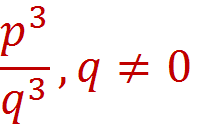 p³/q³, q ≠ 0